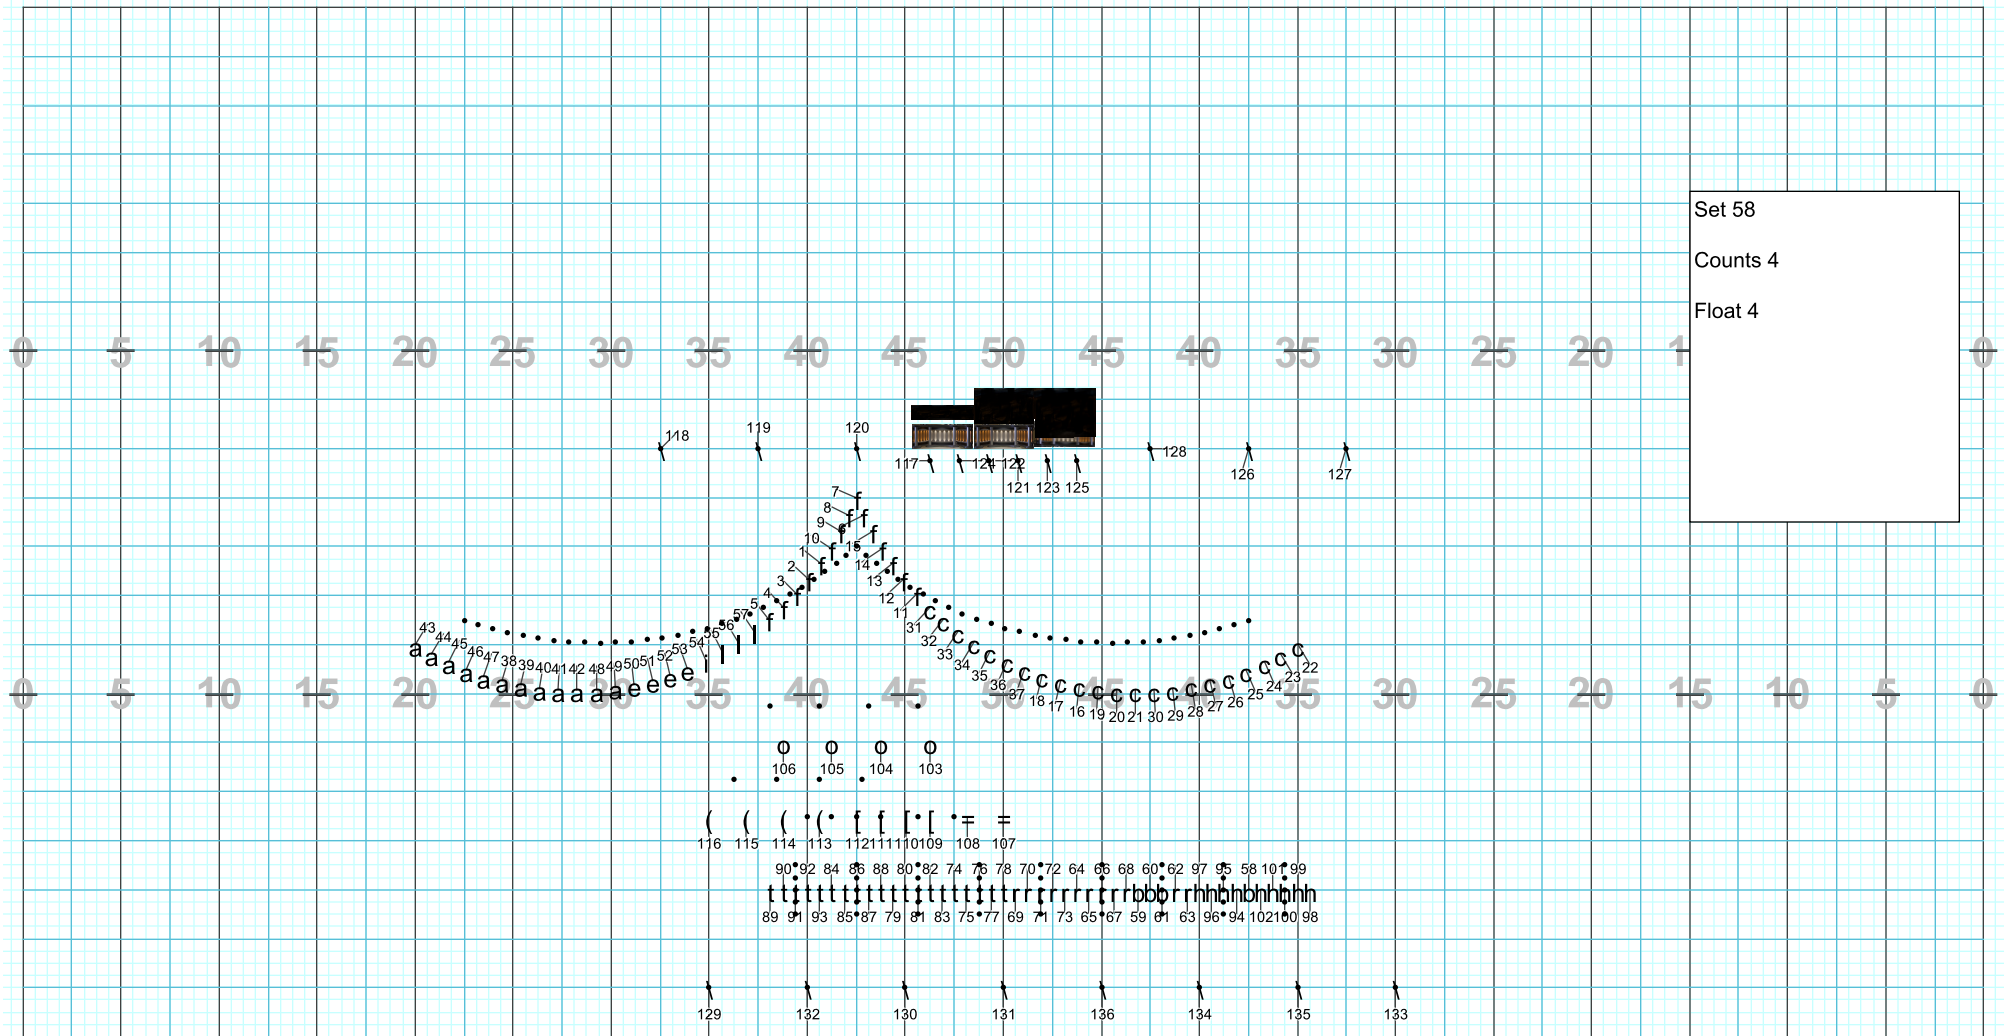 Set 58
Counts 4
Float 4
0 5 10 15 20 25 30 35 40 45 50 45 40 35 30 25 20 1 0
118 119 120 117 124 122 121 123 125 128 126 127
7
8
9 6
10 15
1 14
2 13
3 12
4 11
5 31
57 32
56 33
55 34
54 35
43 44 45 46 47 38 39 40 41 42 48 49 50 51 52 53
36 37 18 17 16 19 20 21 30 29 28 27 26 25 24 23 22
f
f f
f f
f f
f f
f f
f f
f c
a a a a a a a a a a a a e e e e i l l l
c c c c c c c c c c c c c c c c c c c c c
0 5 10 15 20 25 30 35 40 45 50 45 40 35 30 25 20 15 10 5 0
o o o o
106 105 104 103
( ( ( ( [ [ [ [ = =
116 115 114 113 112 111 110 109 108 107
90 92 84 86 88 80 82 74 76 78 70 72 64 66 68 60 62 97 95 58 101 99
t t t t t t t t t t t t t t t t t t t t r r r r r r r r r r b b b r r h h h h b h h h h h
89 91 93 85 87 79 81 83 75 77 69 71 73 65 67 59 61 63 96 94 102 100 98
129 132 130 131 136 134 135 133